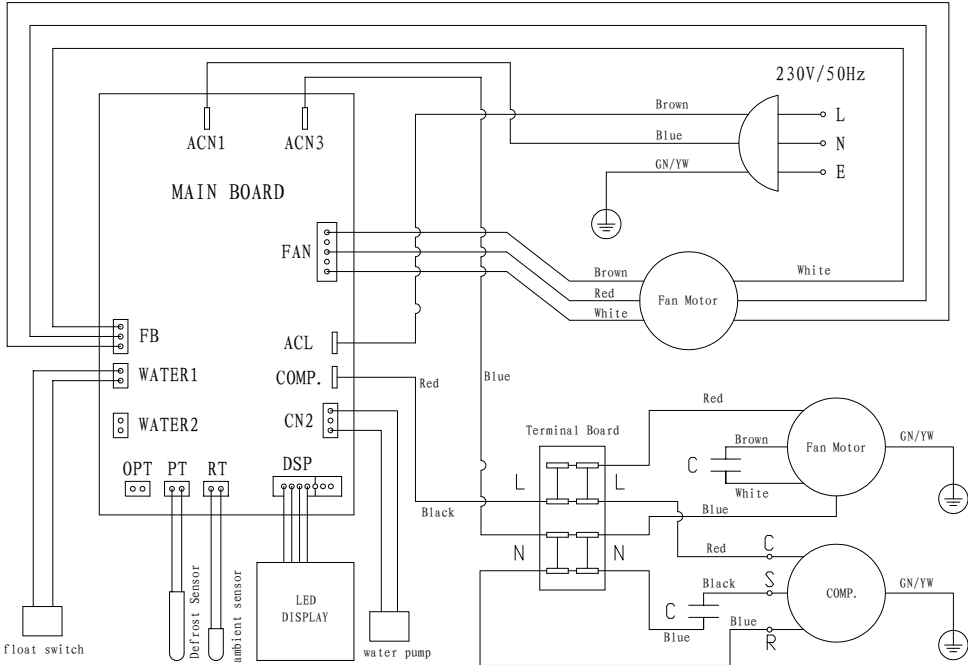 230V/50Hz
Brown
L
ACN1
ACN3
Blue
N
GN/YW
E
MAIN BOARD
FAN
Brown
White
Red
Fan Motor
White
FB
ACL
WATER1
COMP.
Red
Blue
Red
WATER2
CN2
Terminal Board
Brown
Fan Motor
GN/YW
C
OPT
PT
RT
DSP
L
L
White
Black
Blue
N
N
Red
C
Defrost Sensor
ambient sensor
LED
DISPLAY
Black
S
COMP.
GN/YW
C
Blue
Blue
R
float switch
water pump